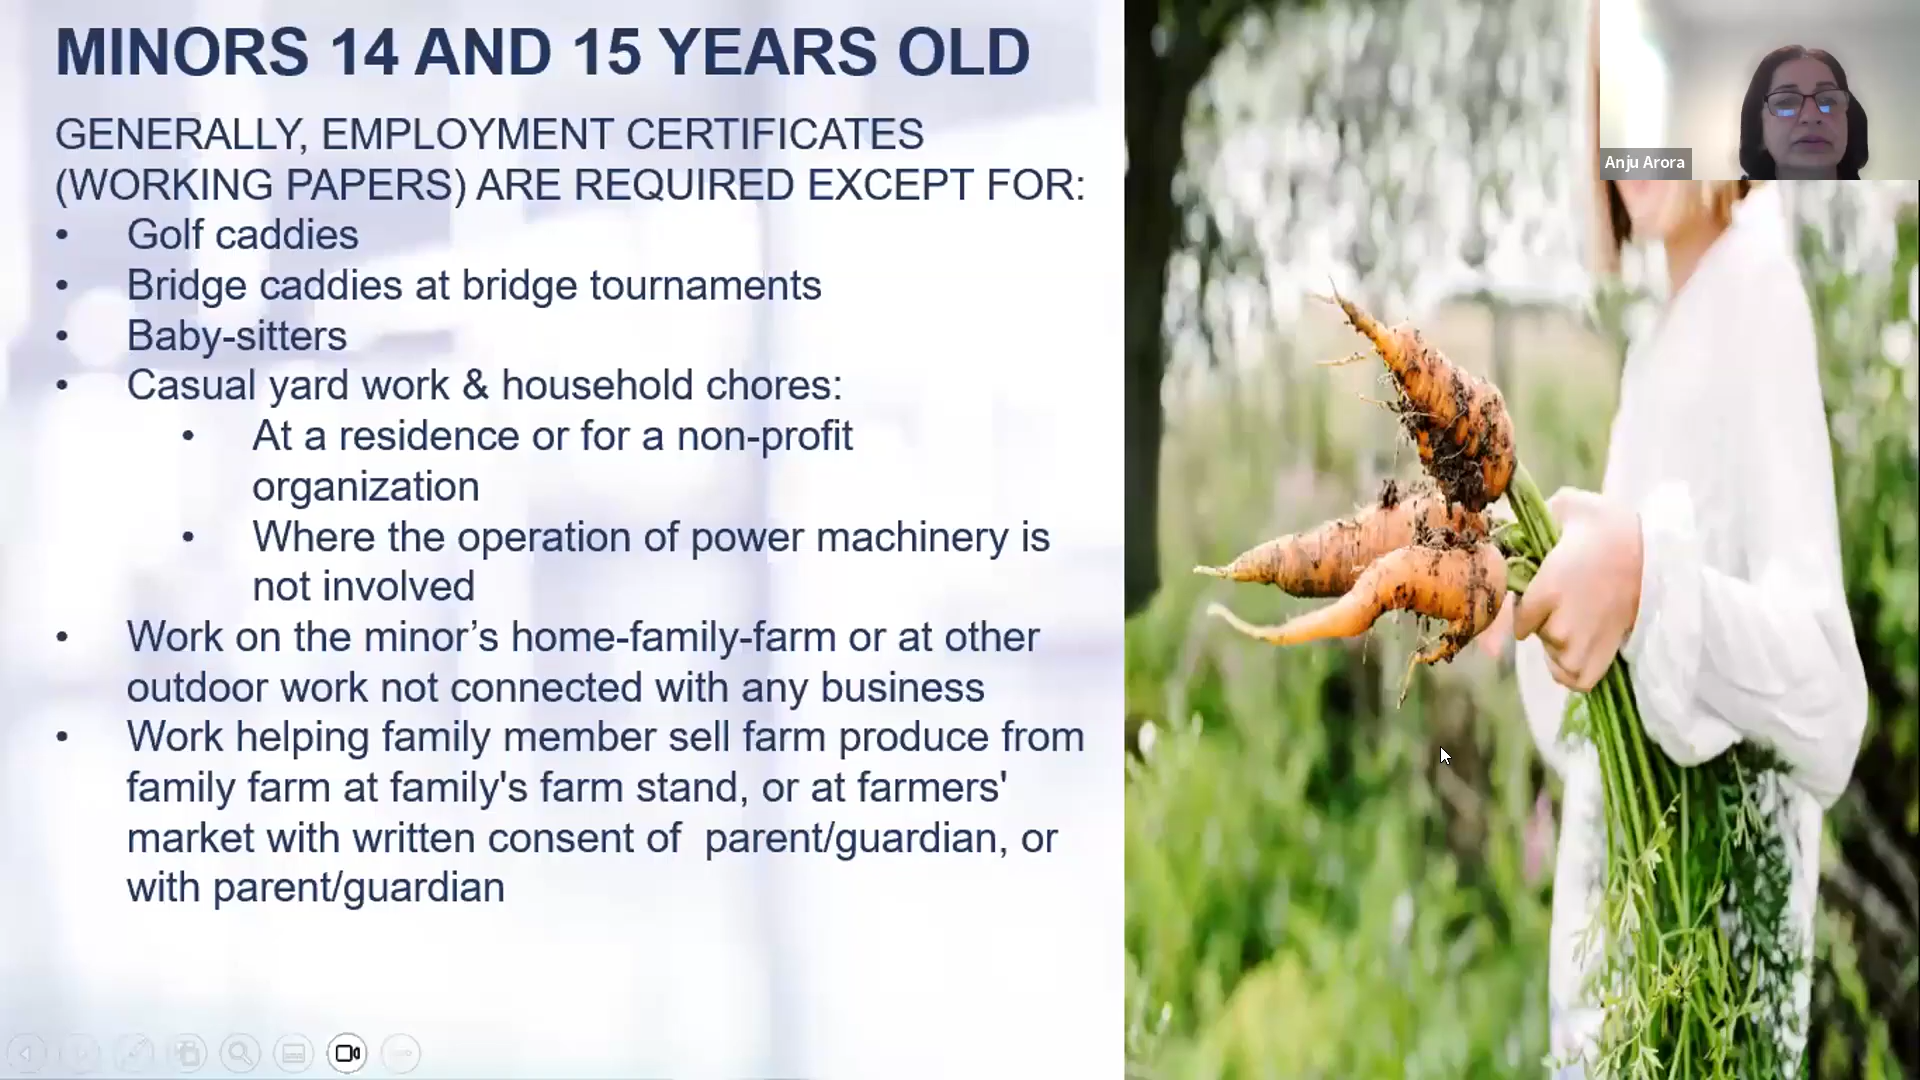 MINORS 14 AND 15 YEARS OLD
GENERALLY, EMPLOYMENT CERTIFICATES
(WORKING PAPERS) ARE REQUIRED EXCEPT FOR:
• Golf caddies
• Bridge caddies at bridge tournaments
• Baby-sitters
• Casual yard work & household chores:
• At a residence or for a non-profit
organization
• Where the operation of power machinery is
not involved
• Work on the minor’s home-family-farm or at other
outdoor work not connected with any business
• Work helping family member sell farm produce from
family farm at family's farm stand, or at farmers'
market with written consent of  parent/guardian, or
with parent/guardian
Anju Arora